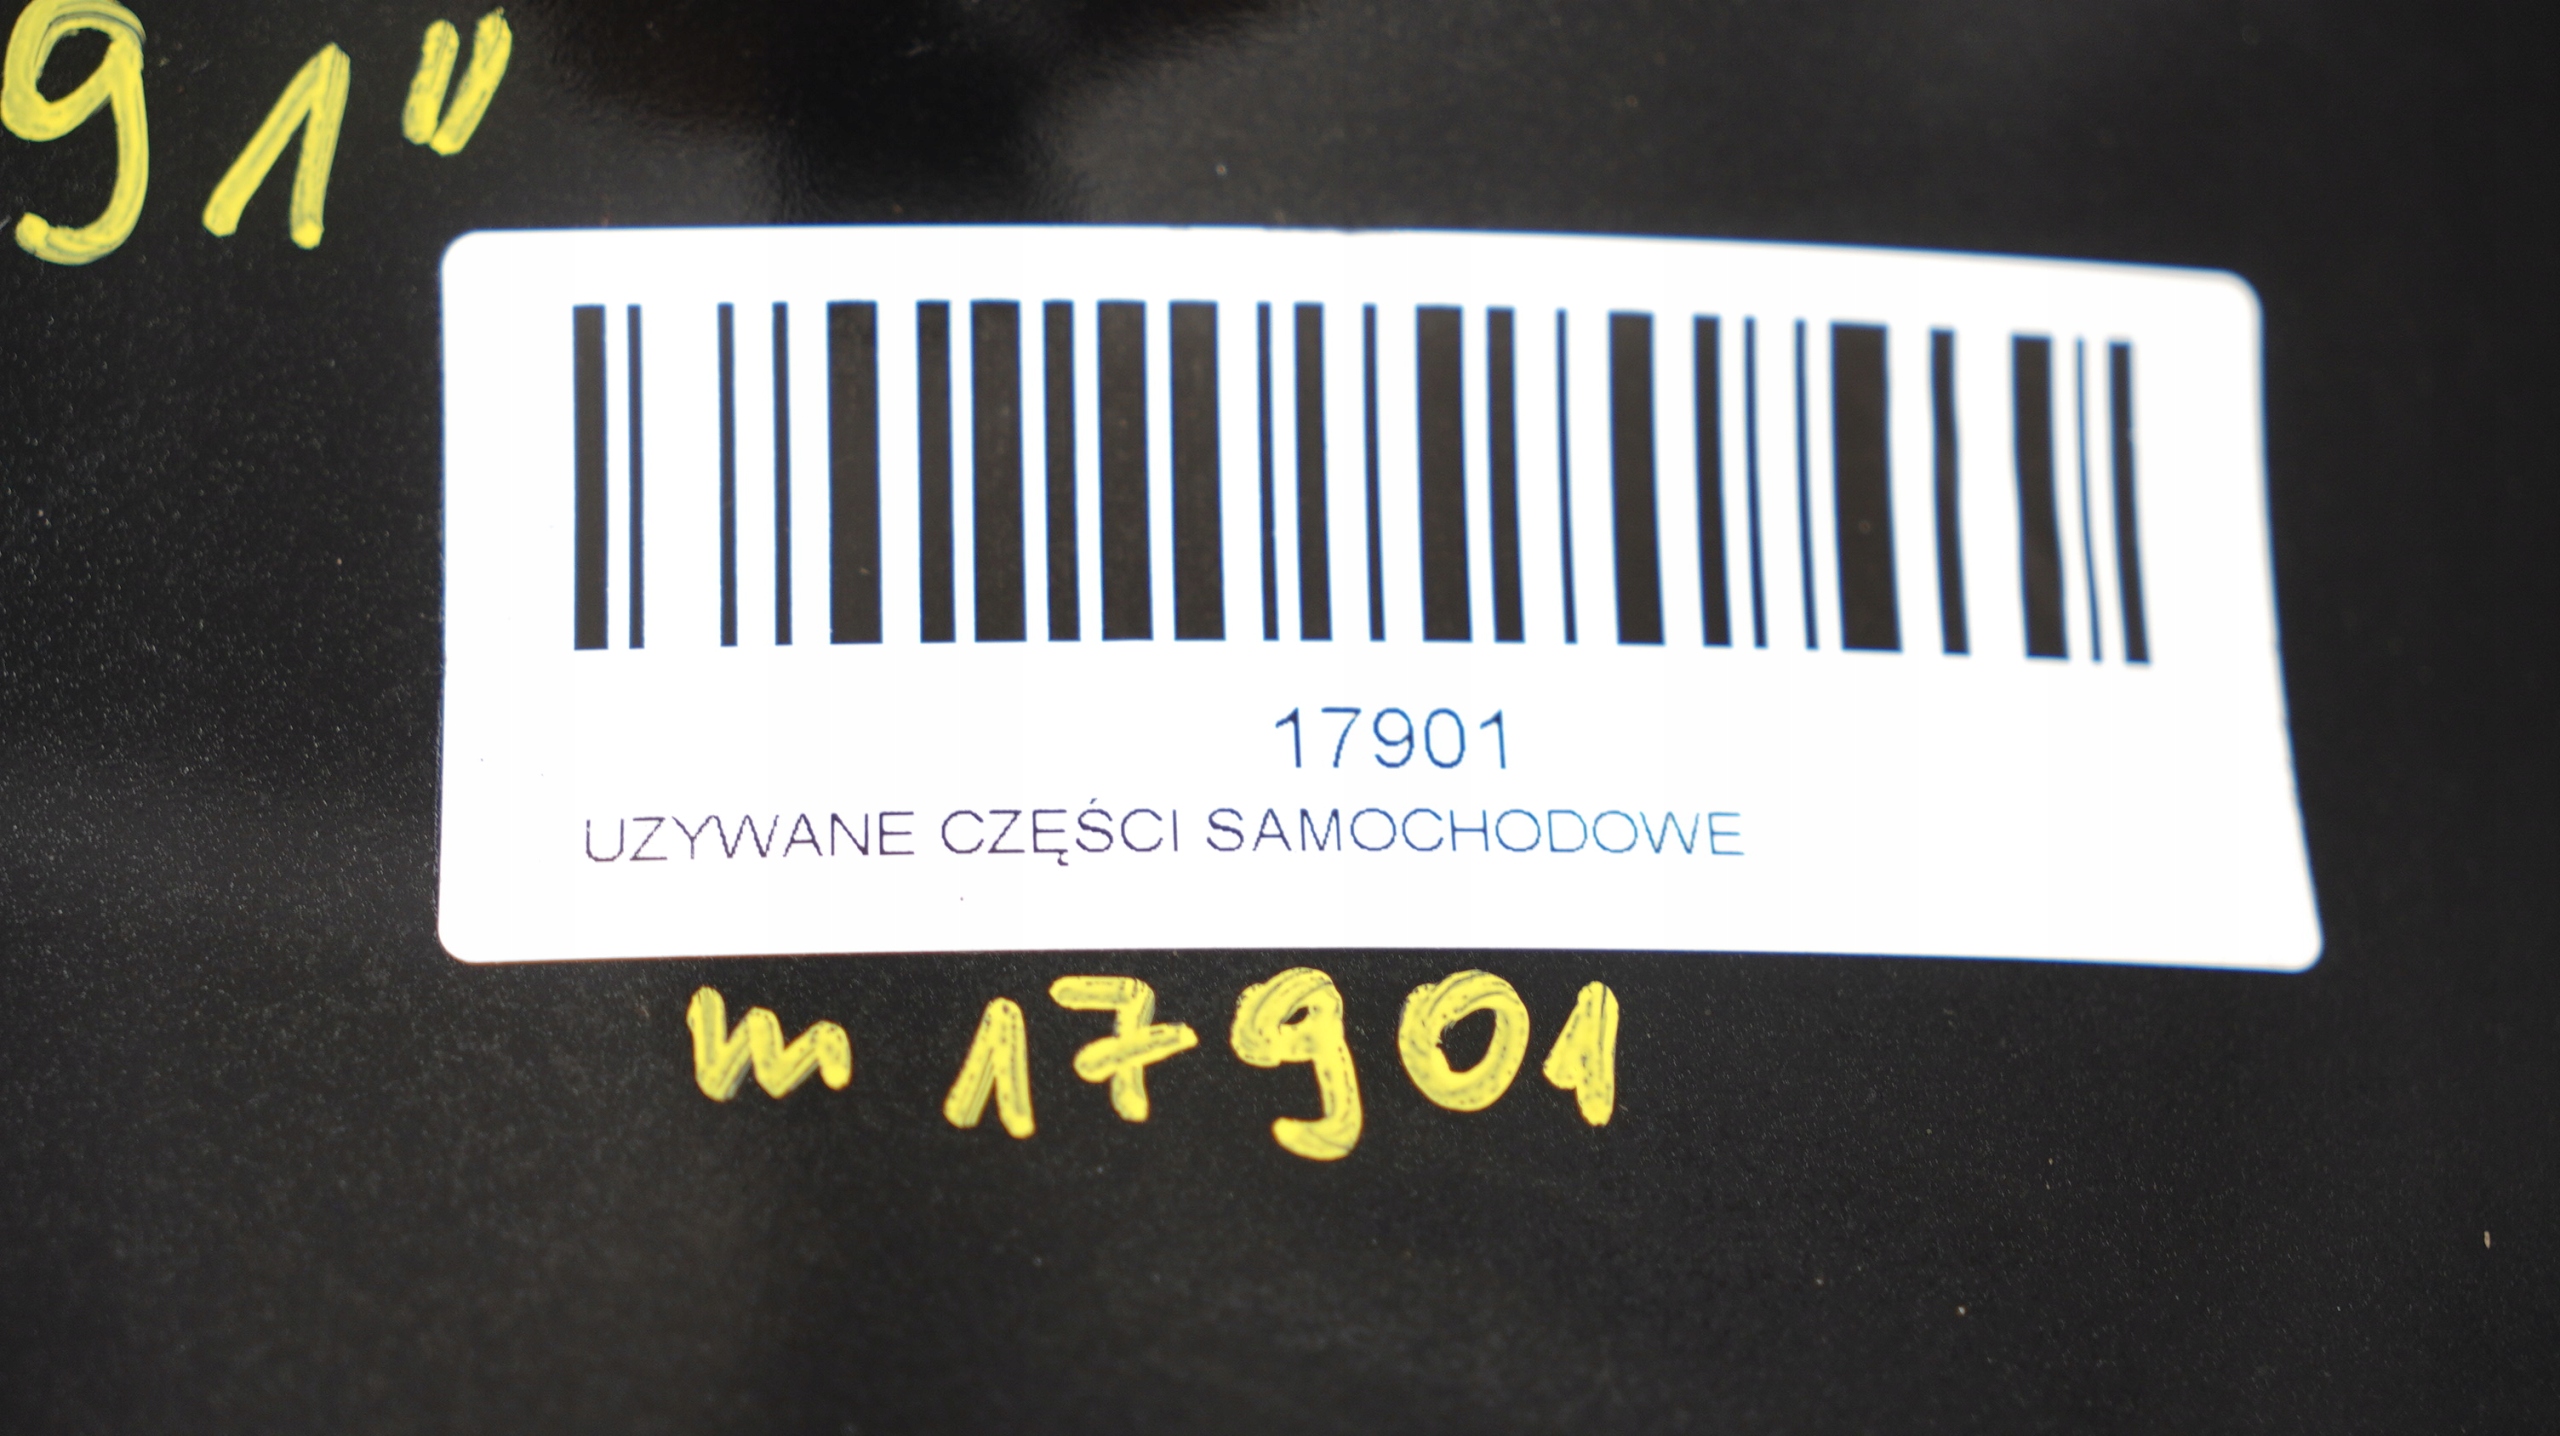 91"
17901
UZYWANE CZĘŚCI SAMOCHODOWE
m 17901